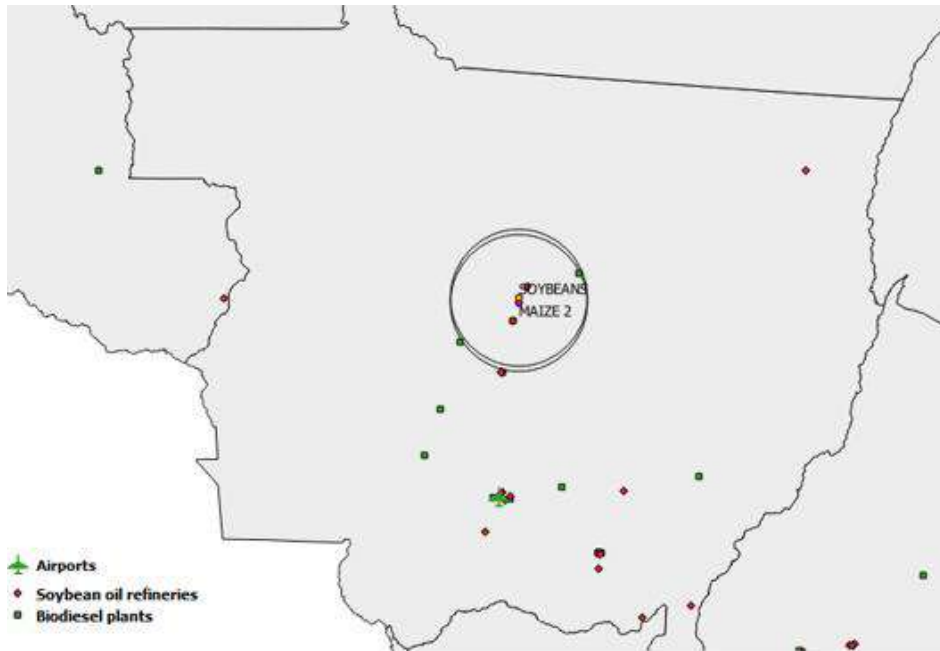 SOYBEANS
MAIZE 2
Airports
Soybean oil refineries
Biodiesel plants